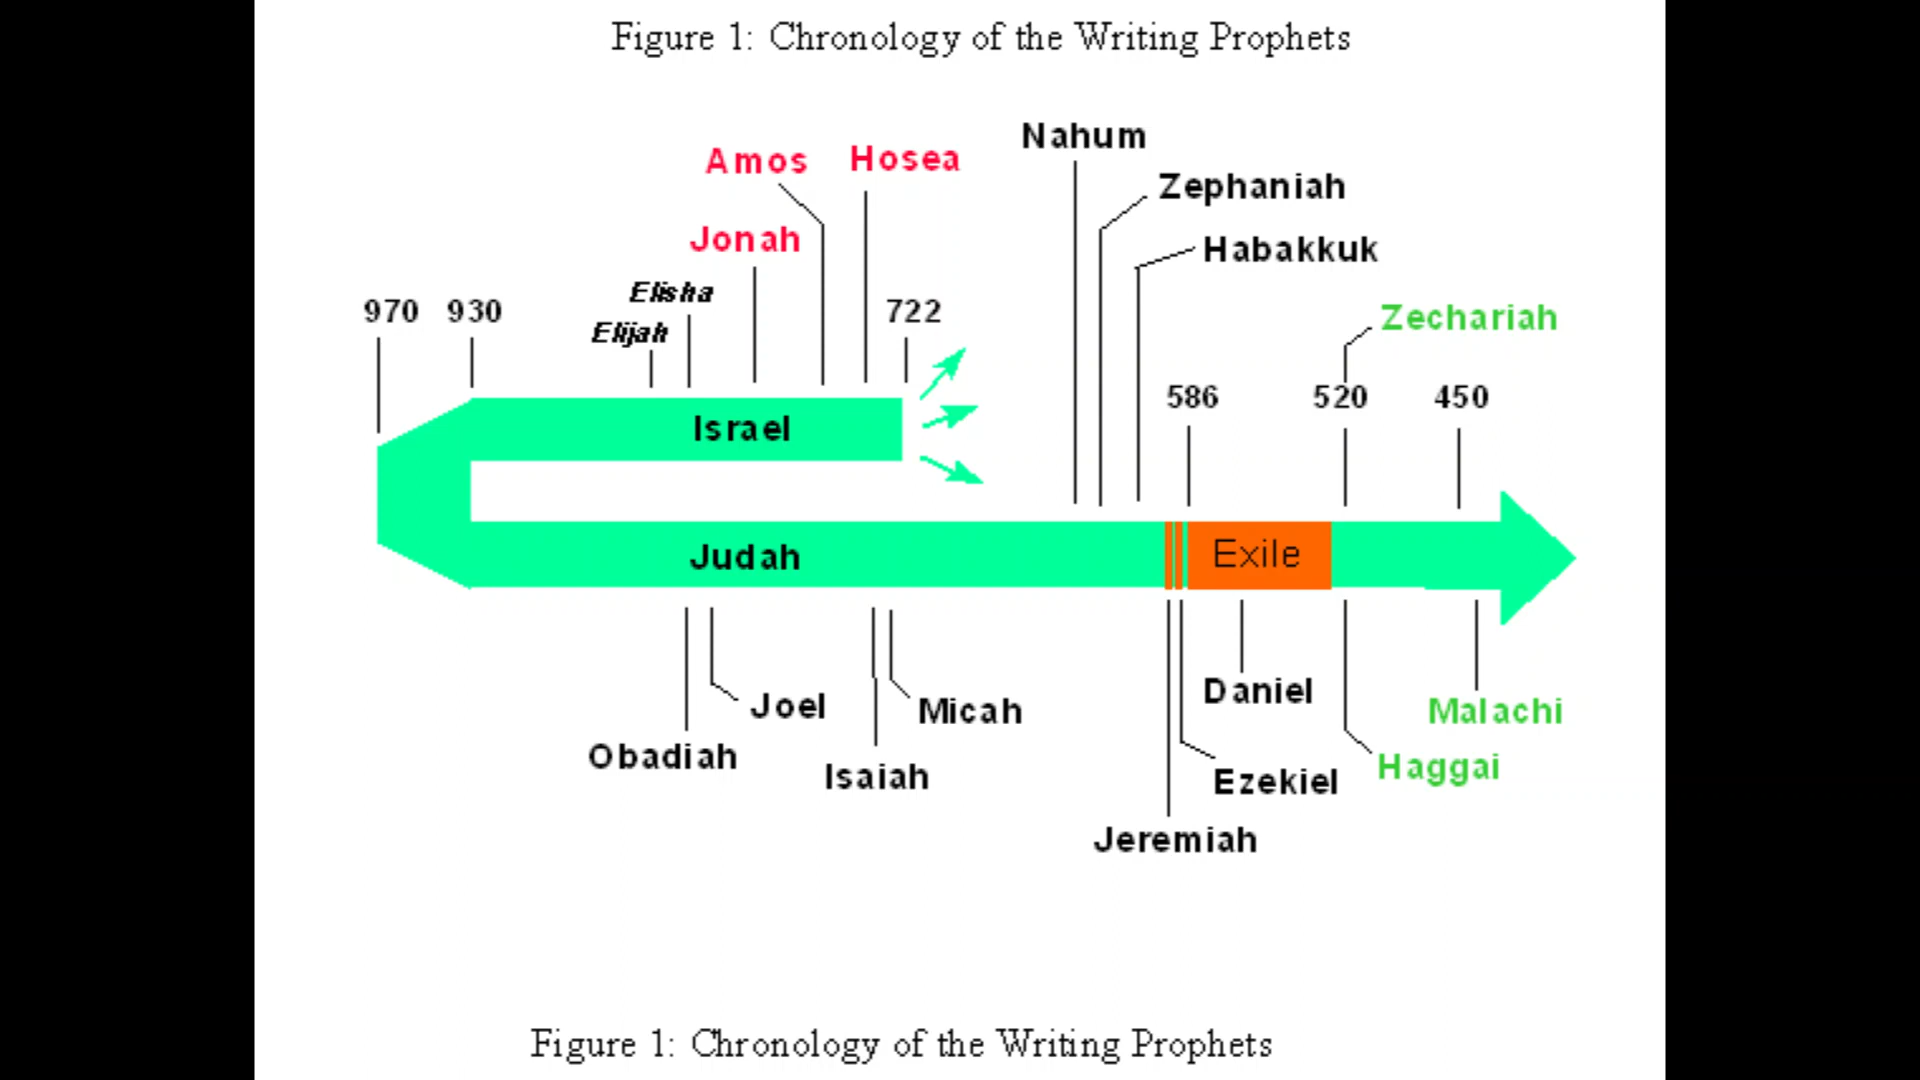 Figure 1: Chronology of the Writing Prophets
Nahum
Amos Hosea
Zephaniah
Jonah
Habakkuk
Elisha
970 930 722
Zechariah
Elijah
586 520 450
Israel
Judah Exile
Daniel
Joel Micah Malachi
Obadiah
Haggai
Isaiah Ezekiel
Jeremiah
Figure 1: Chronology of the Writing Prophets